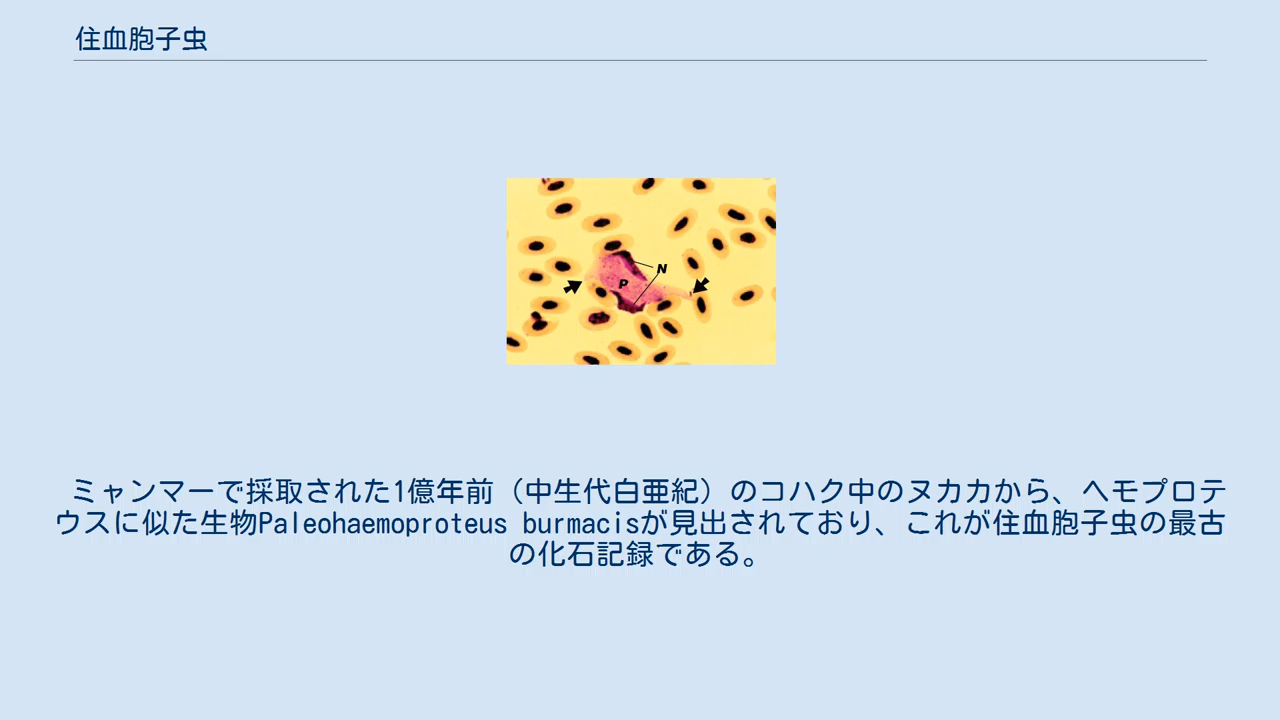 住血胞子虫
N
P
ミャンマーで採取された1億年前（中生代白亜紀）のコハク中のヌカカから、ヘモプロテ
ウスに似た生物Paleohaemoproteus burmacisが見出されており、これが住血胞子虫の最古
の化石記録である。